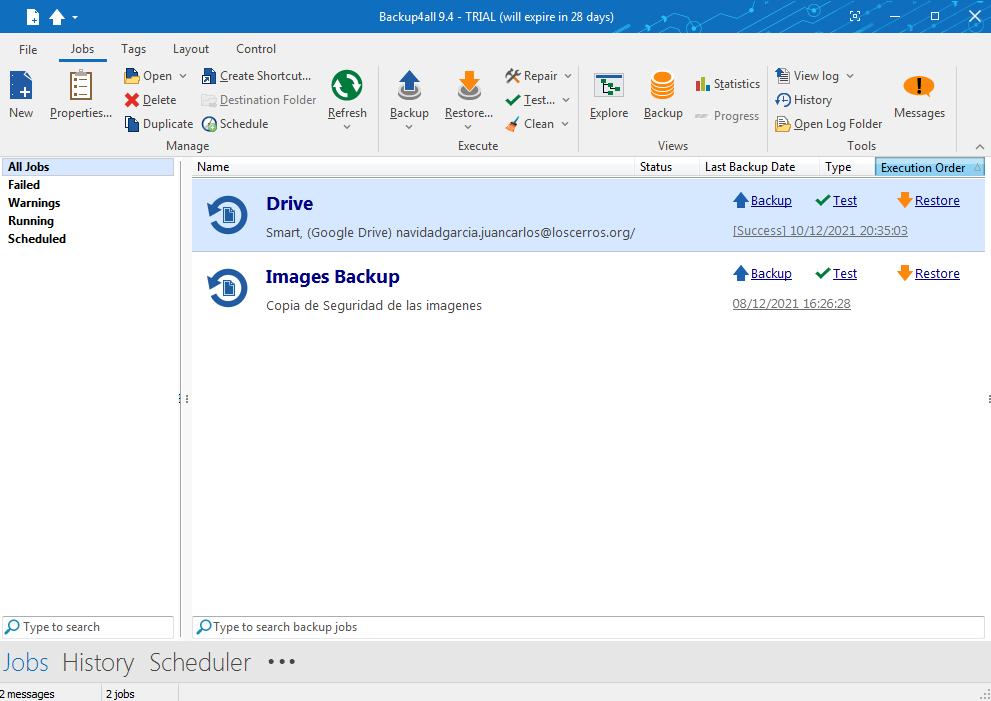 Backup4all 9.4 - TRIAL (will expire in 28 days)
File Jobs Tags Layout Control
New
Properties...
Open
Delete
Duplicate
Create Shortcut...
Destination Folder
Schedule
Refresh
Manage
Backup
Restore...
Repair
Test...
Clean
Execute
Explore
Backup
Statistics
Progress
Views
View log
History
Open Log Folder
Messages
Tools
All Jobs
Failed
Warnings
Running
Scheduled
Name Status Last Backup Date Type Execution Order
Drive Backup Test Restore
Smart, (Google Drive) navidadgarcia.juancarlos@loscerros.org/ [Success] 10/12/2021 20:35:03
Images Backup Backup Test Restore
Copia de Seguridad de las imagenes 08/12/2021 16:26:28
Type to search
Type to search backup jobs
Jobs History Scheduler •••
2 messages 2 jobs